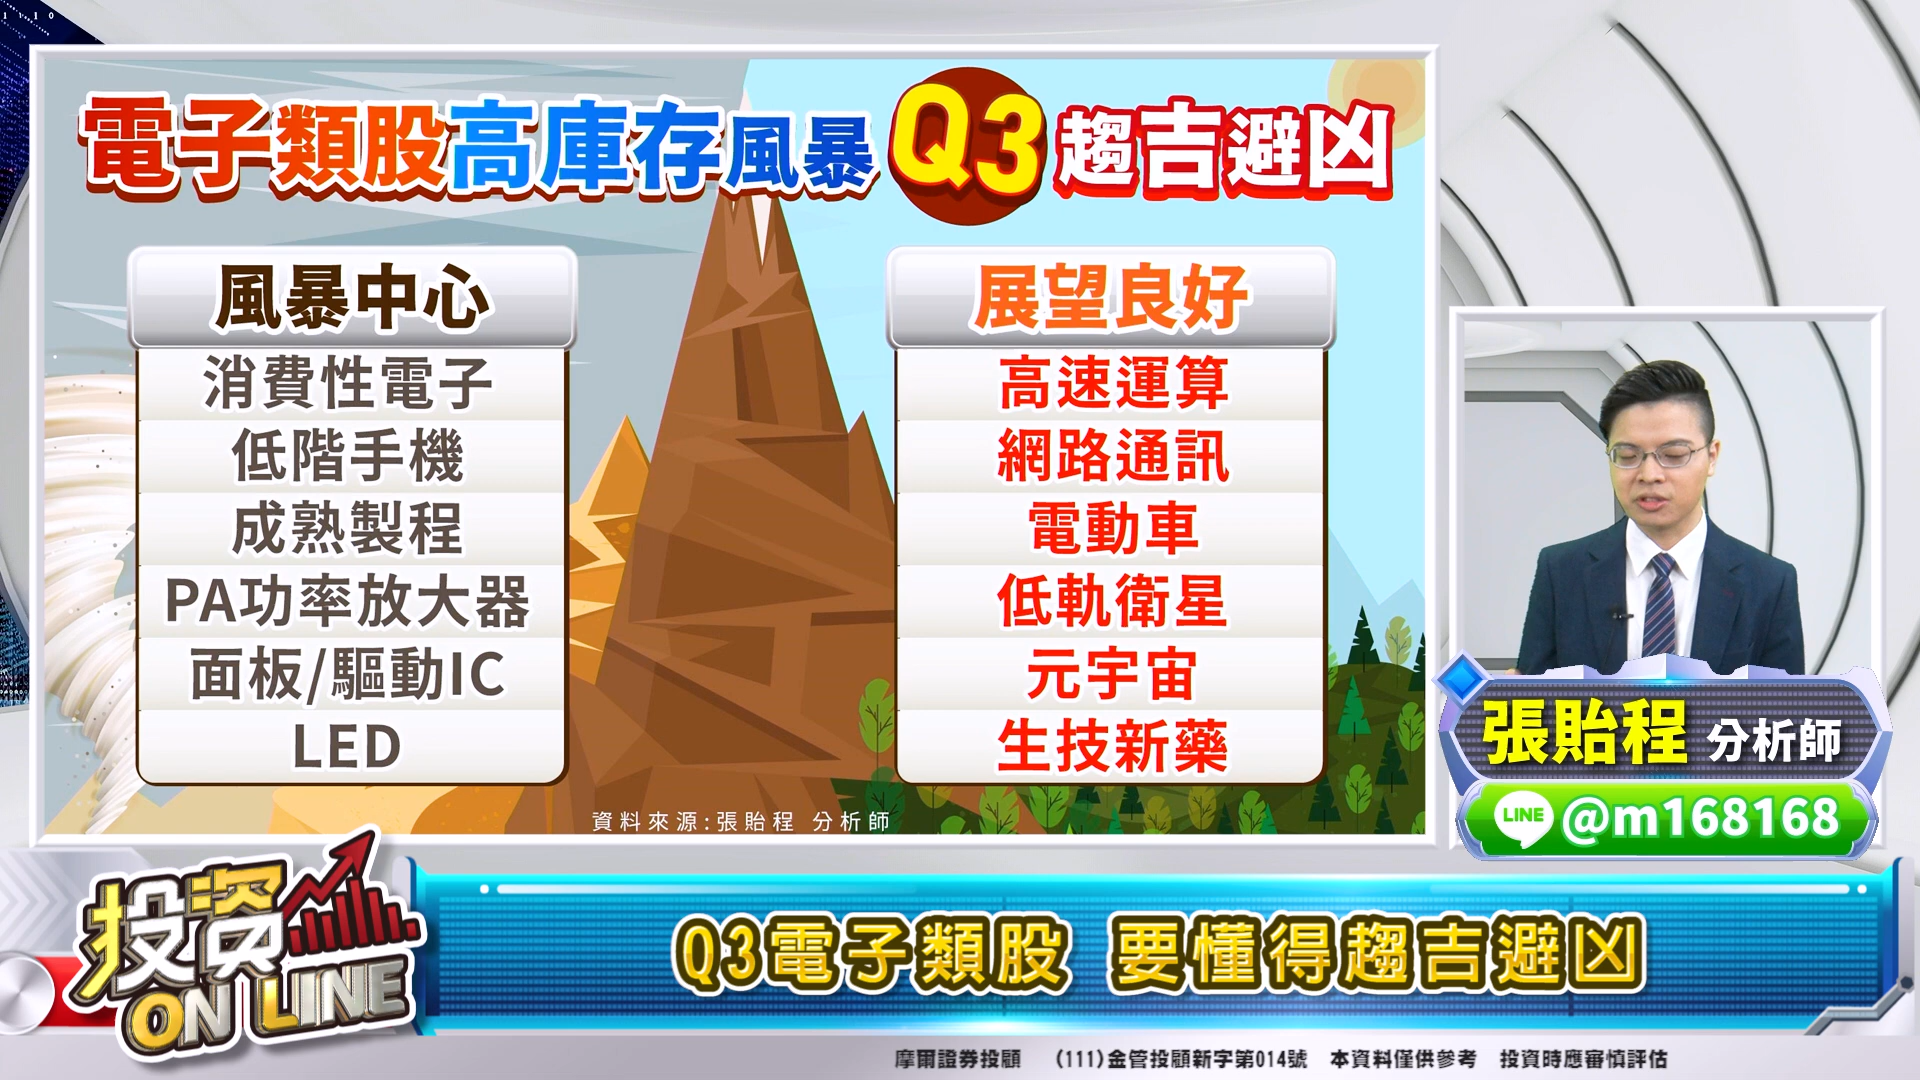 電子類股高庫存風暴 Q3 趨吉避凶
風暴中心
消費性電子
低階手機
成熟製程
PA功率放大器
面板/驅動IC
LED
展望良好
高速運算
網路通訊
電動車
低軌衛星
元宇宙
生技新藥
資料來源:張貽程 分析師
張貽程 分析師
LINE @m168168
投資
ON LINE
Q3電子類股 要懂得趨吉避凶
摩爾證券投顧 (111)金管投顧新字第014號 本資料僅供參考 投資時應審慎評估